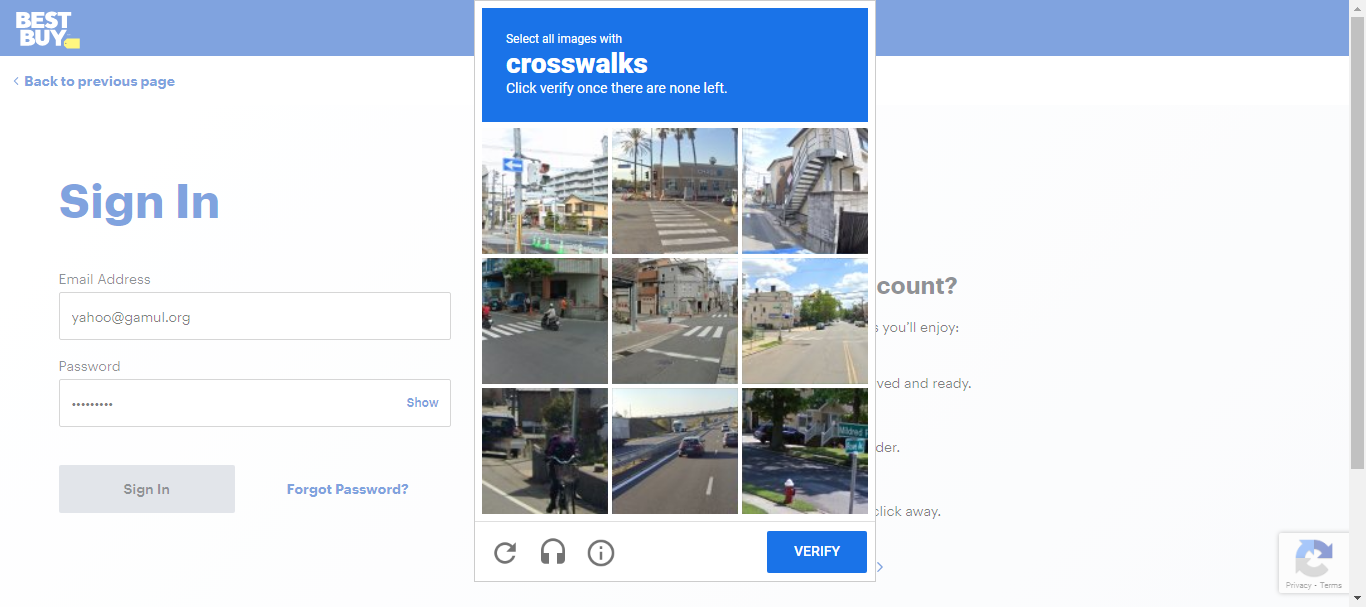 BEST
BUY
Back to previous page
Sign In
Email Address
yahoo@gamul.org
Password
•••••••••
Show
Sign In
Forgot Password?
Select all images with
crosswalks
Click verify once there are none left.
CHASE
Mildred
VERIFY
count?
s you'll enjoy:
ved and ready.
der.
click away.
Privacy - Terms